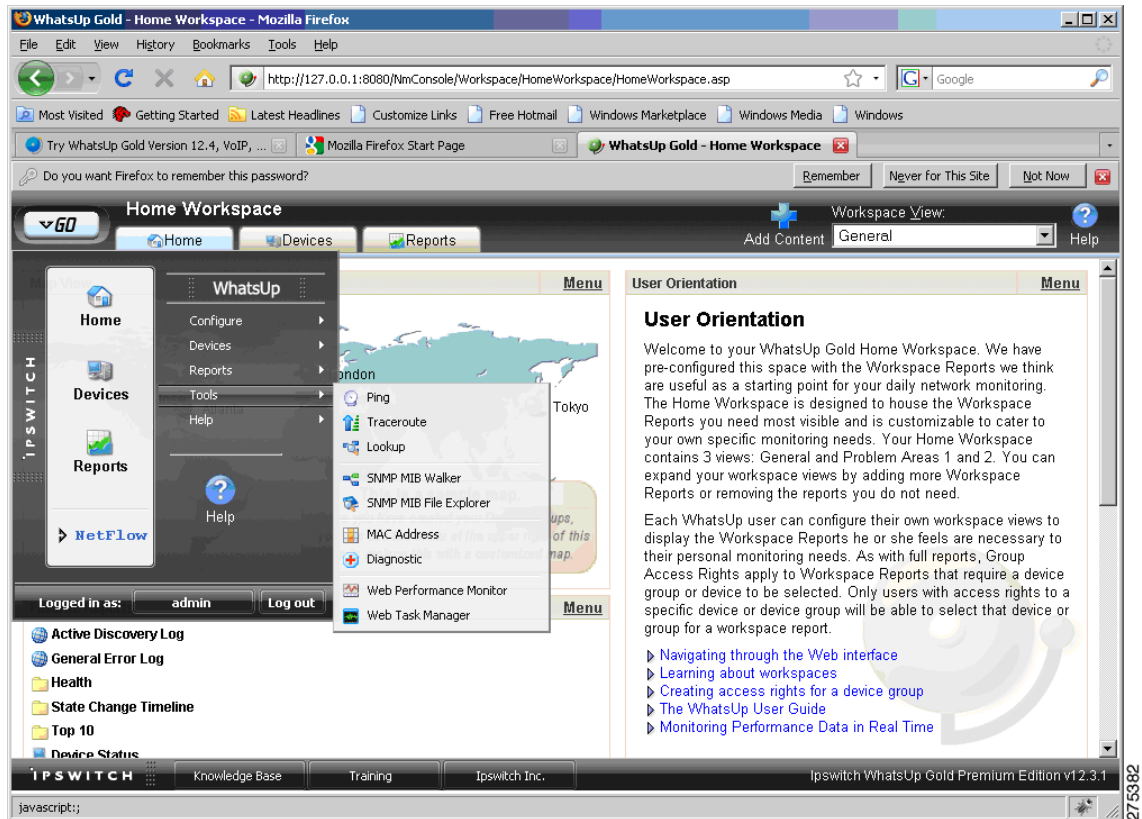 WhatsUp Gold - Home Workspace - Mozilla Firefox
File Edit View History Bookmarks Tools Help
http://127.0.0.1:8080/NmConsole/Workspace/HomeWorkspace/HomeWorkspace.asp
G Google
Most Visited Getting Started Latest Headlines Customize Links Free Hotmail Windows Marketplace Windows Media Windows
Try WhatsUp Gold Version 12.4, VoIP, ... Mozilla Firefox Start Page WhatsUp Gold - Home Workspace
Do you want Firefox to remember this password? Remember Never for This Site Not Now
GO Home Workspace
Home Devices Reports
Add Content
Workspace View:
General
Help
IPSWITCH
Home
Devices
Reports
NetFlow
WhatsUp
Configure
Devices
Reports
Tools
Help
Help
Logged in as: admin Log out
Ping
Traceroute
Lookup
SNMP MIB Walker
SNMP MIB File Explorer
MAC Address
Diagnostic
Web Performance Monitor
Web Task Manager
Menu
Tokyo
ups,
of this
map.
Menu
Active Discovery Log
General Error Log
Health
State Change Timeline
Top 10
Device Status
User Orientation Menu
User Orientation
Welcome to your WhatsUp Gold Home Workspace. We have
pre-configured this space with the Workspace Reports we think
are useful as a starting point for your daily network monitoring.
The Home Workspace is designed to house the Workspace
Reports you need most visible and is customizable to cater to
your own specific monitoring needs. Your Home Workspace
contains 3 views: General and Problem Areas 1 and 2. You can
expand your workspace views by adding more Workspace
Reports or removing the reports you do not need.
Each WhatsUp user can configure their own workspace views to
display the Workspace Reports he or she feels are necessary to
their personal monitoring needs. As with full reports, Group
Access Rights apply to Workspace Reports that require a device
group or device to be selected. Only users with access rights to a
specific device or device group will be able to select that device or
group for a workspace report.
Navigating through the Web interface
Learning about workspaces
Creating access rights for a device group
The WhatsUp User Guide
Monitoring Performance Data in Real Time
IPSWITCH Knowledge Base Training Ipswitch Inc. Ipswitch WhatsUp Gold Premium Edition v12.3.1
javascript:;
275382